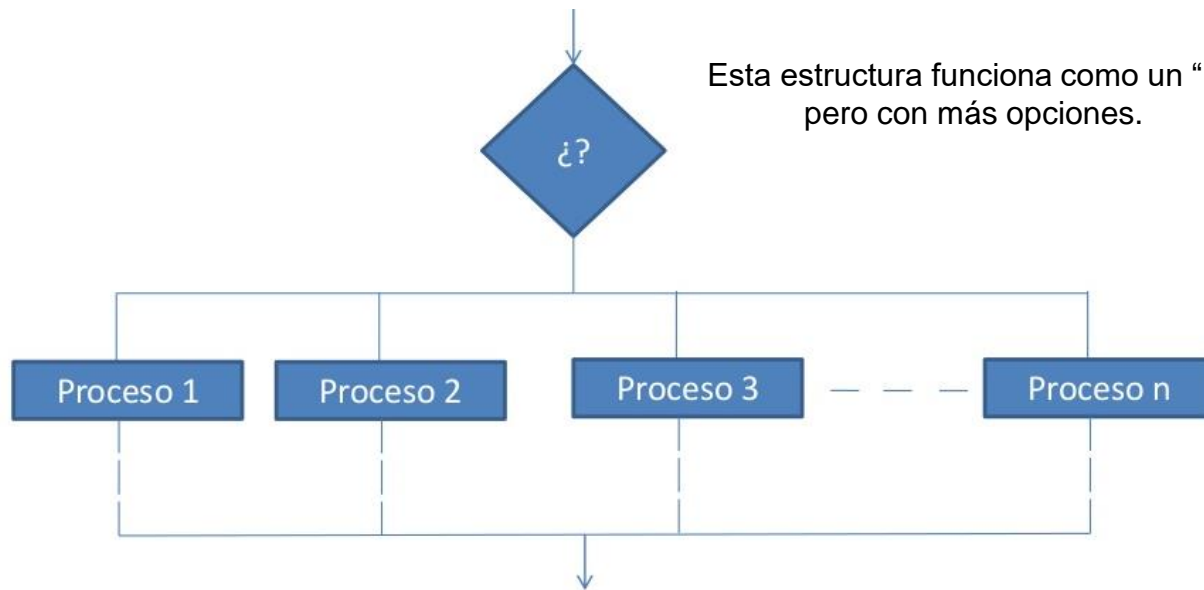 Esta estructura funciona como un “
pero con más opciones.
¿?
Proceso 1
Proceso 2
Proceso 3
Proceso n